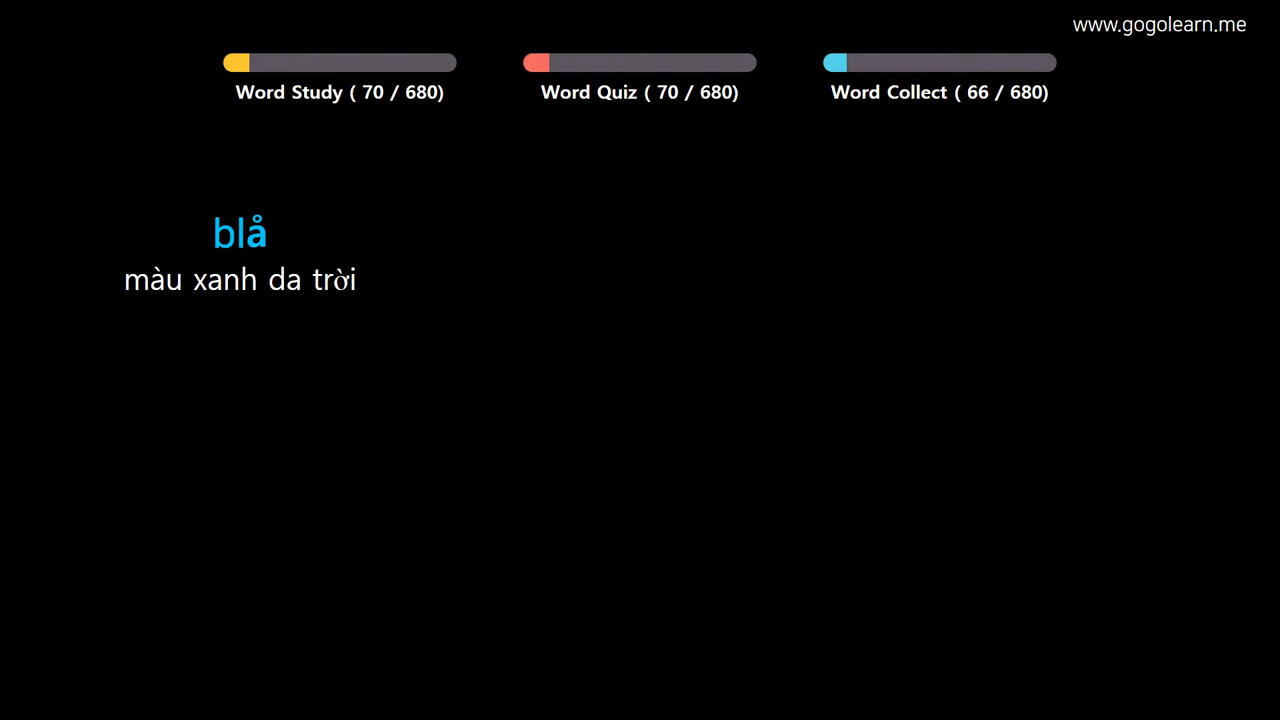 www.gogolearn.me
Word Study ( 70 / 680)
Word Quiz ( 70 / 680)
Word Collect ( 66 / 680)
blå
màu xanh da trời